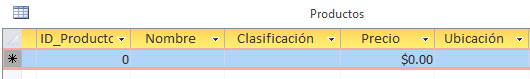 Productos
ID_Producto Nombre Clasificación Precio Ubicación
* 0 $0.00